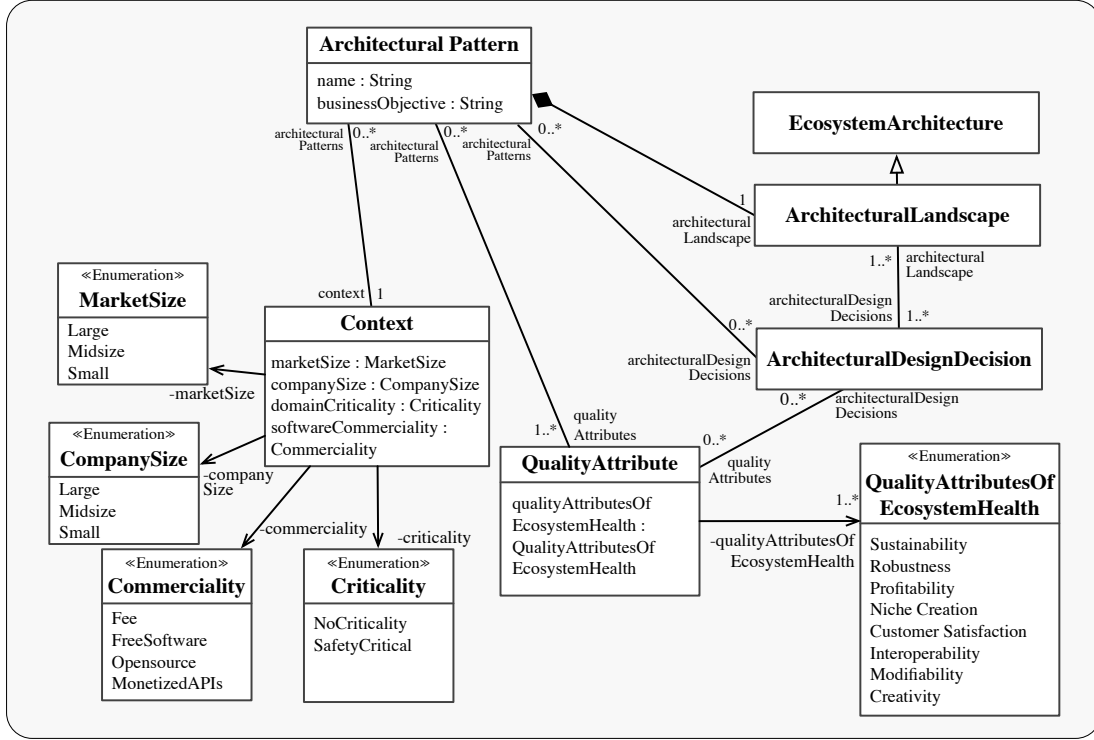 Architectural Pattern
name : String
businessObjective : String
architectural
Patterns
0..*
architectural
Patterns
0..*
architectural
Patterns
0..*
EcosystemArchitecture
1
architectural
Landscape
ArchitecturalLandscape
1..*
architectural
Landscape
architecturalDesign
Decisions
1..*
«Enumeration»
MarketSize
Large
Midsize
Small
context
1
Context
marketSize : MarketSize
companySize : CompanySize
domainCriticality : Criticality
softwareCommerciality :
Commerciality
-marketSize
0..*
architecturalDesign
Decisions
ArchitecturalDesignDecision
0..*
architecturalDesign
Decisions
«Enumeration»
CompanySize
Large
Midsize
Small
-company
Size
-commerciality
-criticality
1..*
quality
Attributes
0..*
quality
Attributes
QualityAttribute
qualityAttributesOf
EcosystemHealth :
QualityAttributesOf
EcosystemHealth
1..*
-qualityAttributesOf
EcosystemHealth
«Enumeration»
QualityAttributesOf
EcosystemHealth
Sustainability
Robustness
Profitability
Niche Creation
Customer Satisfaction
Interoperability
Modifiability
Creativity
«Enumeration»
Commerciality
Fee
FreeSoftware
Opensource
MonetizedAPIs
«Enumeration»
Criticality
NoCriticality
SafetyCritical